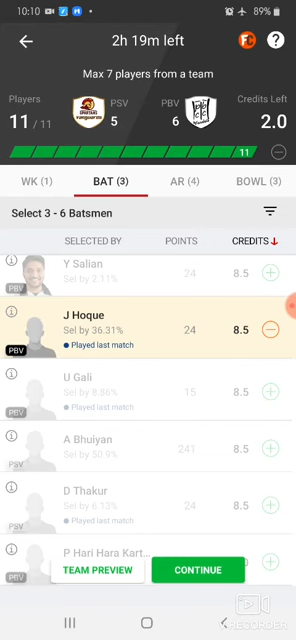 10:10 89%
2h 19m left
Max 7 players from a team
Players PSV PBV Credits Left
11 / 11 5 6 2.0
11
WK (1) BAT (3) AR (4) BOWL (3)
Select 3 - 6 Batsmen
SELECTED BY POINTS CREDITS
Y Salian
Sel by 2.11% 24 8.5
PBV
J Hoque
Sel by 36.31% 24 8.5
PBV Played last match
U Gali
Sel by 8.86% 15 8.5
PBV Played last match
A Bhuiyan
Sel by 50.9% 241 8.5
PSV
D Thakur
Sel by 6.13% 24 8.5
PSV Played last match
P Hari Hara Kart...
PBV
TEAM PREVIEW CONTINUE